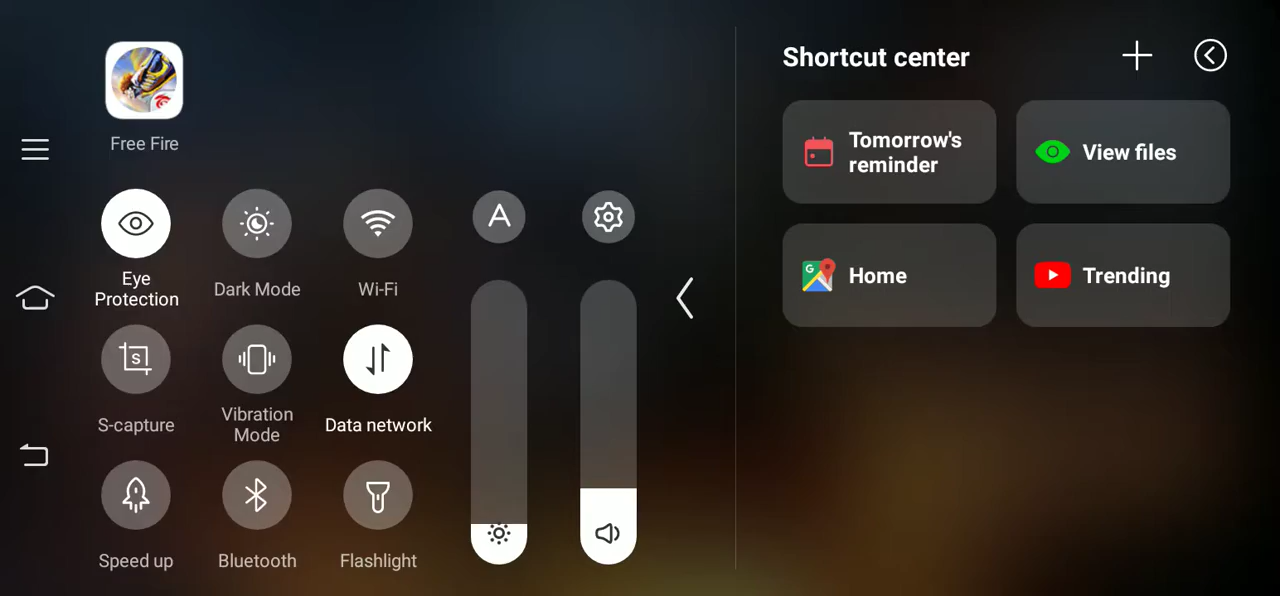 Free Fire
Eye
Protection
Dark Mode
Wi-Fi
A
S
S-capture
Vibration
Mode
Data network
Speed up
Bluetooth
Flashlight
Shortcut center
Tomorrow's
reminder
View files
G
Home
Trending